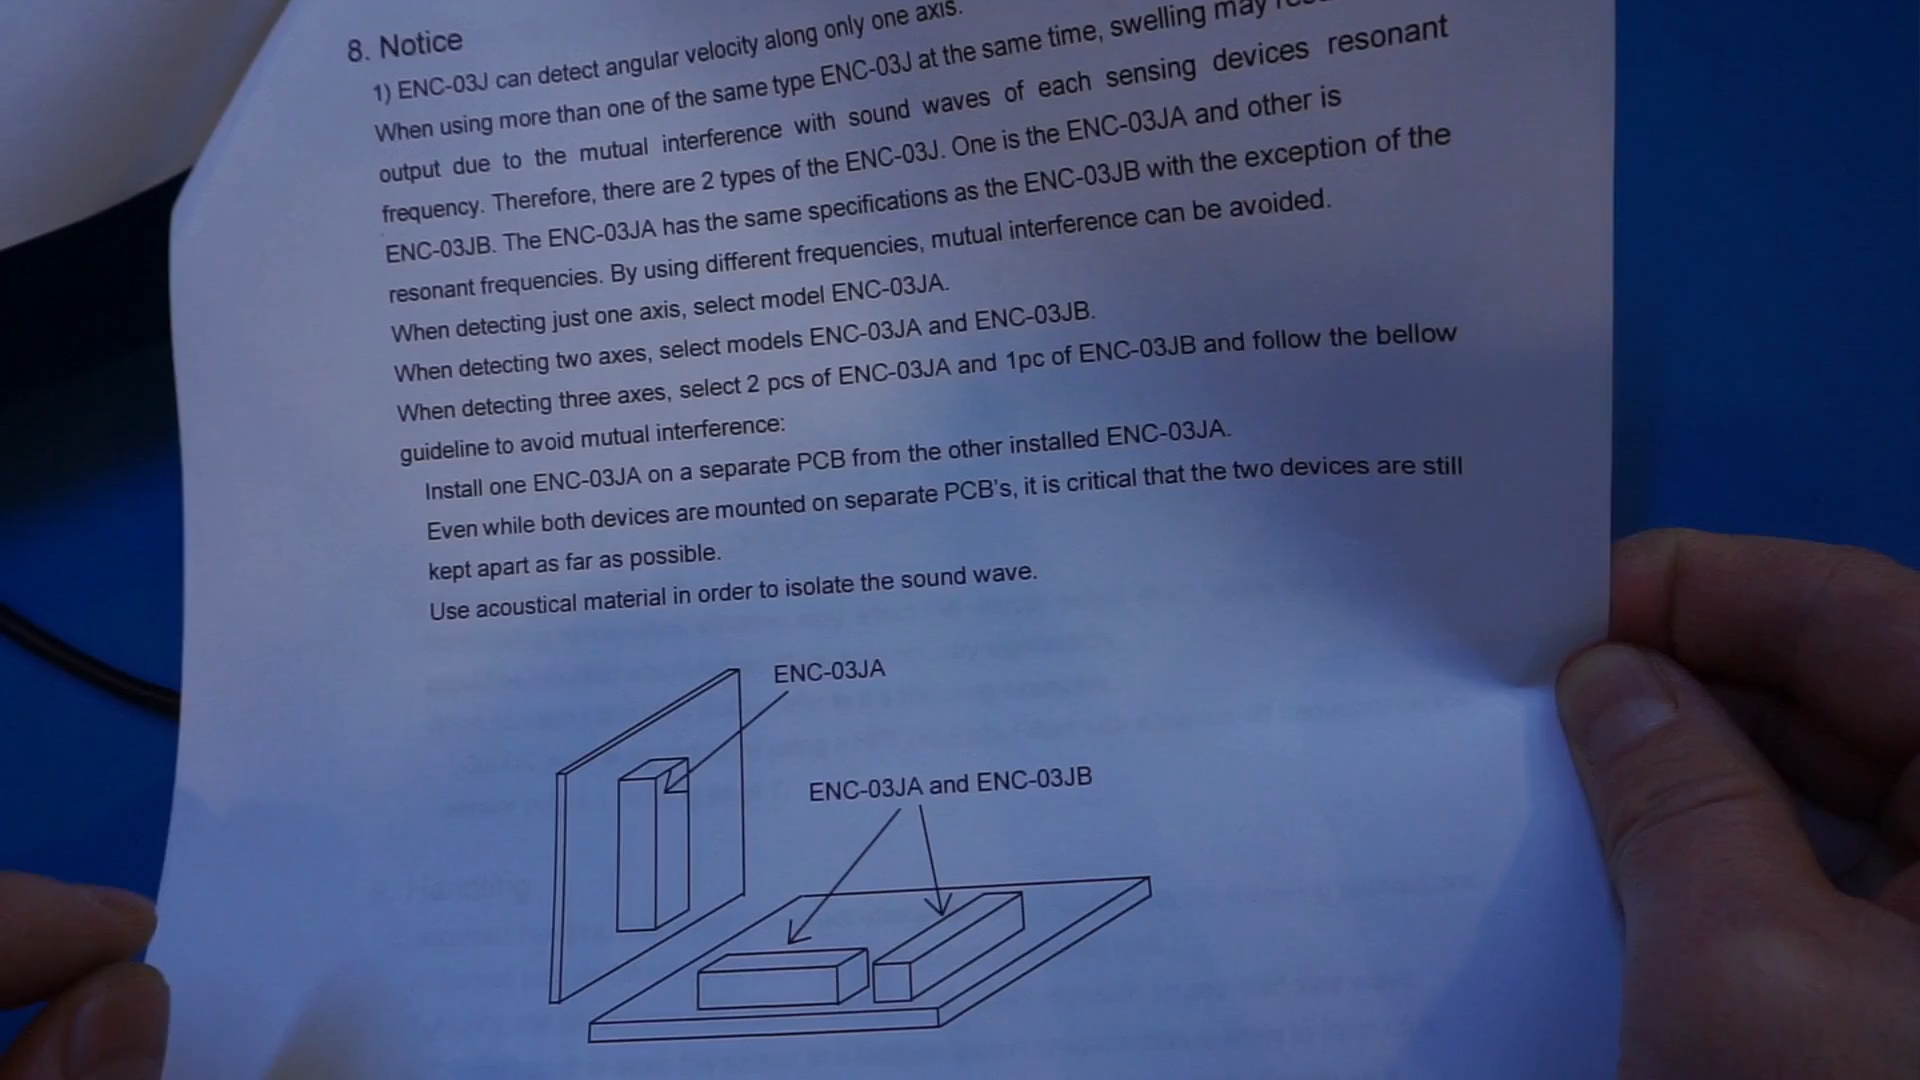 8. Notice
1) ENC-03J can detect angular velocity along only one axis.
When using more than one of the same type ENC-03J at the same time, swelling may
output due to the mutual interference with sound waves of each sensing devices resonant
frequency. Therefore, there are 2 types of the ENC-03J. One is the ENC-03JA and other is
ENC-03JB. The ENC-03JA has the same specifications as the ENC-03JB with the exception of the
resonant frequencies. By using different frequencies, mutual interference can be avoided.
When detecting just one axis, select model ENC-03JA.
When detecting two axes, select models ENC-03JA and ENC-03JB.
When detecting three axes, select 2 pcs of ENC-03JA and 1pc of ENC-03JB and follow the bellow
guideline to avoid mutual interference:
Install one ENC-03JA on a separate PCB from the other installed ENC-03JA.
Even while both devices are mounted on separate PCB's, it is critical that the two devices are still
kept apart as far as possible.
Use acoustical material in order to isolate the sound wave.
ENC-03JA
ENC-03JA and ENC-03JB